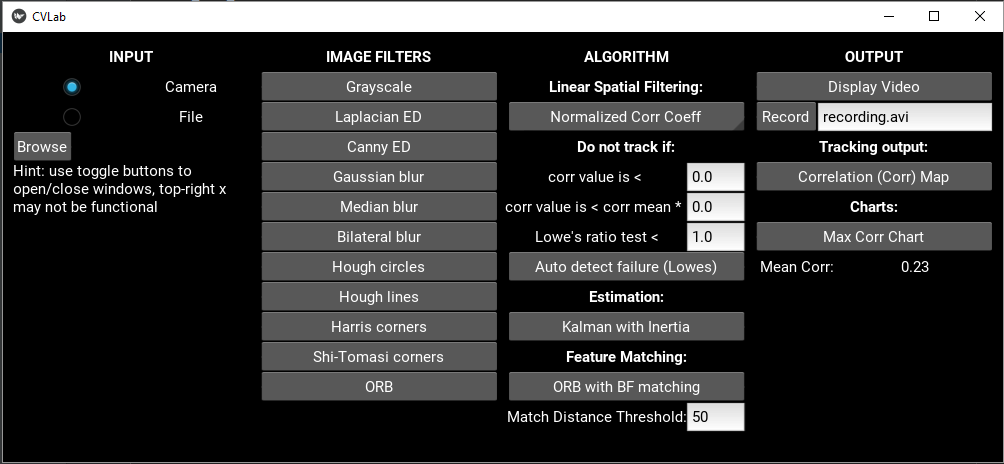 CVLab
INPUT
Camera
File
Browse
Hint: use toggle buttons to
open/close windows, top-right x
may not be functional
IMAGE FILTERS
Grayscale
Laplacian ED
Canny ED
Gaussian blur
Median blur
Bilateral blur
Hough circles
Hough lines
Harris corners
Shi-Tomasi corners
ORB
ALGORITHM
Linear Spatial Filtering:
Normalized Corr Coeff
Do not track if:
corr value is < 0.0
corr value is < corr mean * 0.0
Lowe's ratio test < 1.0
Auto detect failure (Lowes)
Estimation:
Kalman with Inertia
Feature Matching:
ORB with BF matching
Match Distance Threshold: 50
OUTPUT
Display Video
Record recording.avi
Tracking output:
Correlation (Corr) Map
Charts:
Max Corr Chart
Mean Corr: 0.23